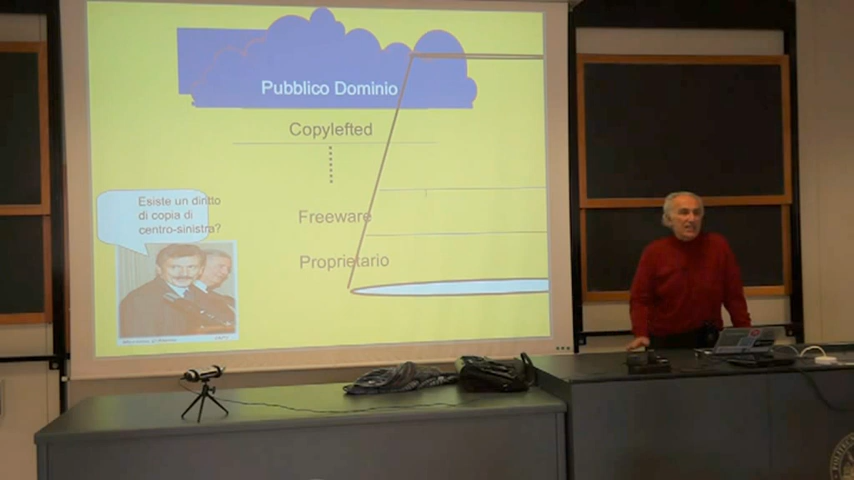 Pubblico Dominio
Copylefted
Esiste un diritto
di copia di
centro-sinistra?
Freeware
Proprietario